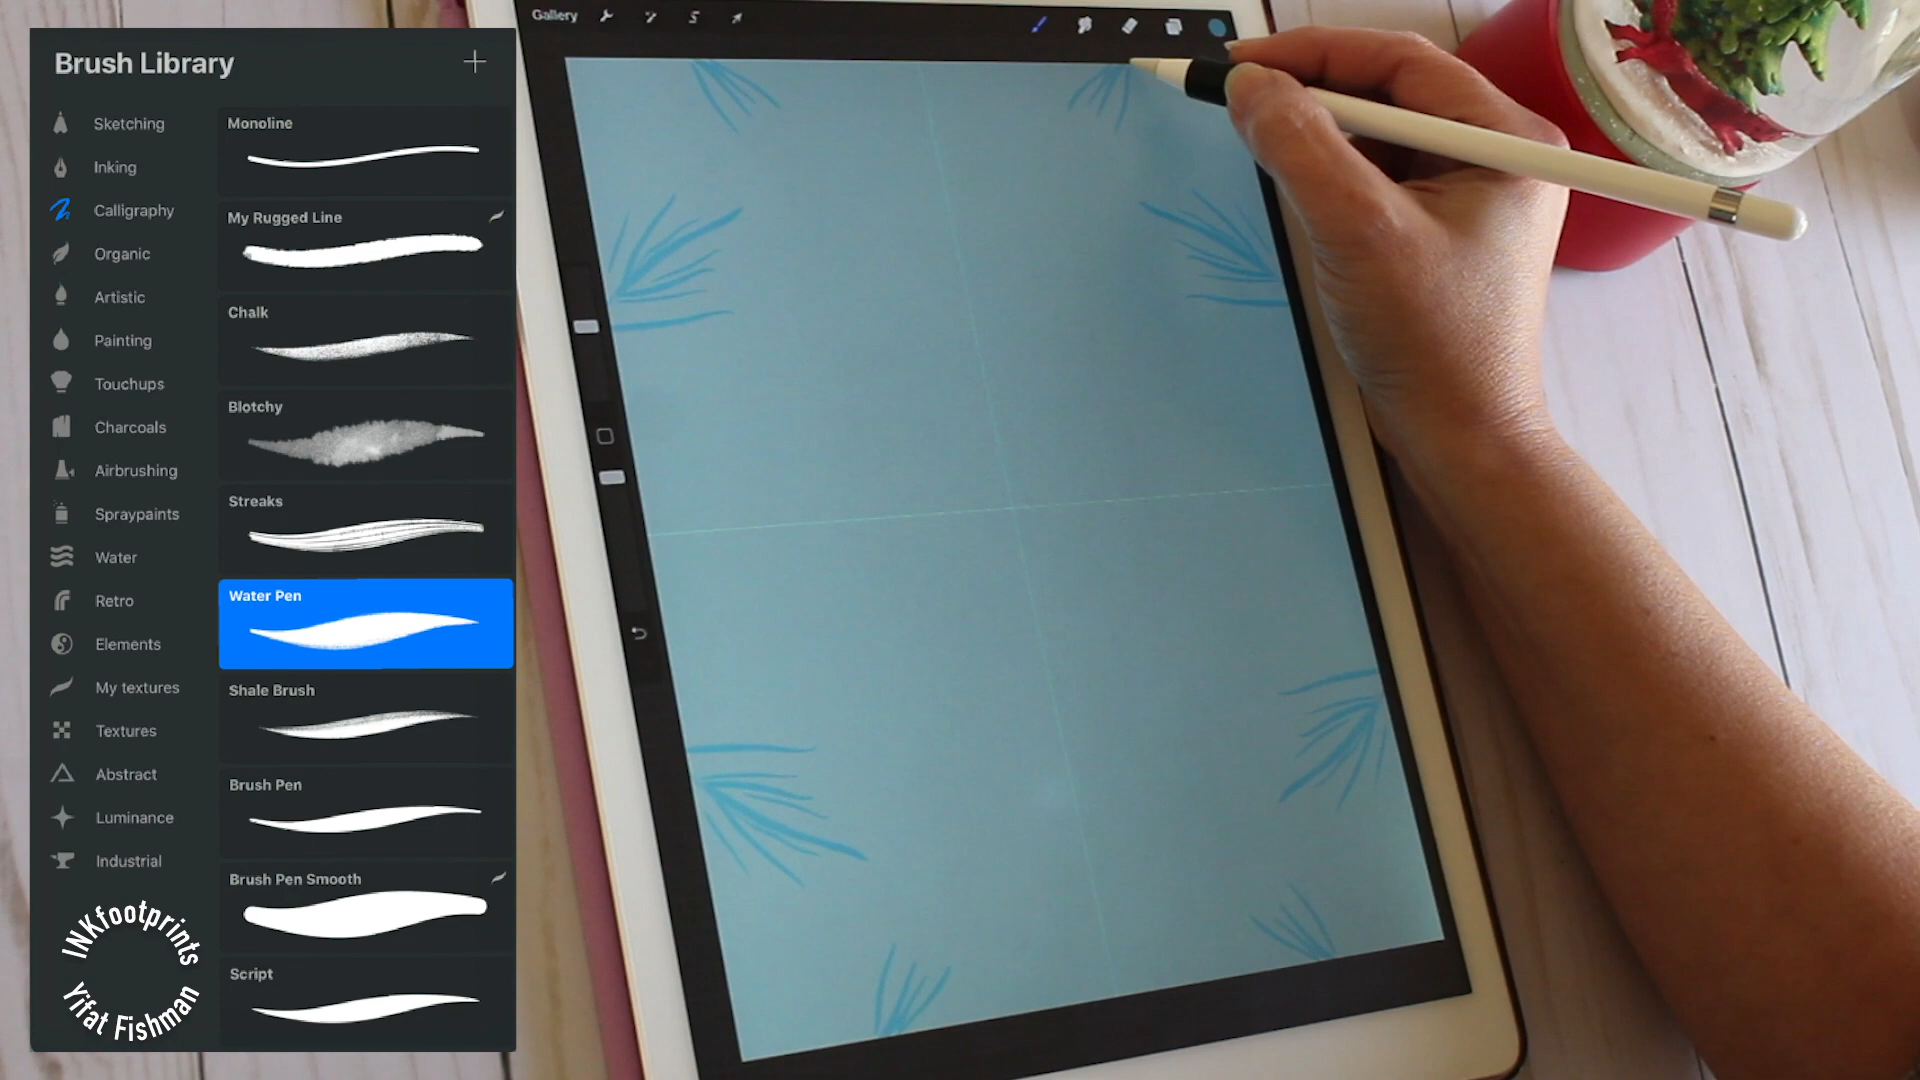 Gallery
Brush Library
Sketching
Inking
Calligraphy
Organic
Artistic
Painting
Touchups
Charcoals
Airbrushing
Spraypaints
Water
Retro
Elements
My textures
Textures
Abstract
Luminance
Industrial
Monoline
My Rugged Line
Chalk
Blotchy
Streaks
Water Pen
Shale Brush
Brush Pen
Brush Pen Smooth
Script
INKfootprints
Yifat Fishman